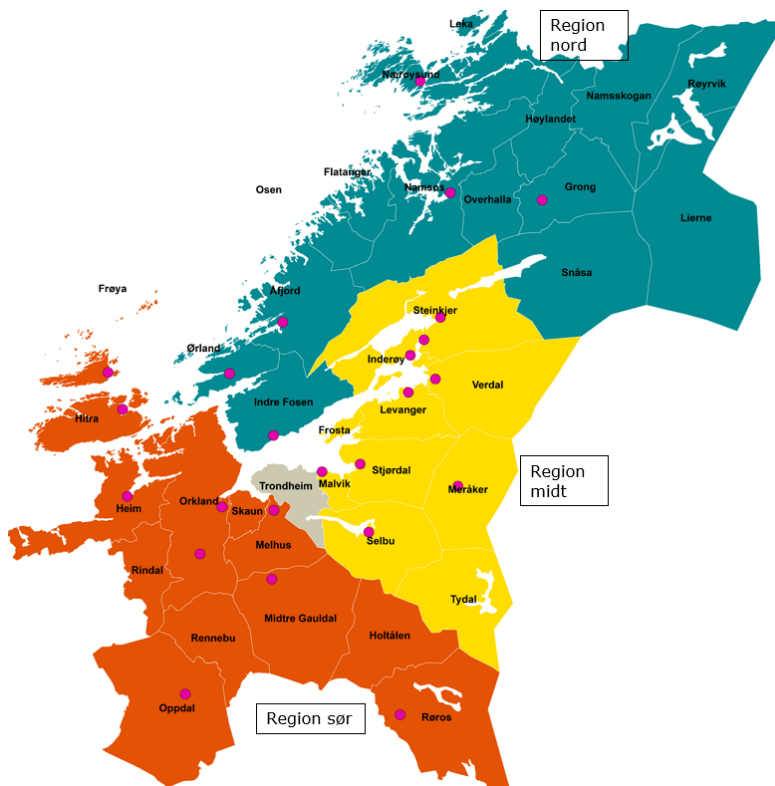 Leka
Region
nord
Nærøysund
Røyrvik
Namsskogan
Høylandet
Flatanger
Namsos
Grong
Osen
Overhalla
Lierne
Snåsa
Frøya
Åfjord
Steinkjer
Ørland
Inderøy
Verdal
Indre Fosen
Levanger
Hitra
Frosta
Stjørdal
Region
midt
Trondheim
Malvik
Meråker
Orkland
Heim
Skaun
Selbu
Melhus
Rindal
Tydal
Midtre Gauldal
Rennebu
Holtålen
Oppdal
Region sør
Røros